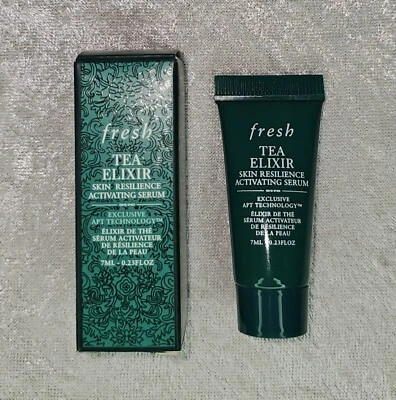 fresh
TEA
ELIXIR
SKIN RESILIENCE
ACTIVATING SERUM
EXCLUSIVE
APT TECHNOLOGY™
ÉLIXIR DE THÉ
SÉRUM ACTIVATEUR
DE RÉSILIENCE
DE LA PEAU
7ML - 0.23FLOZ
fresh
TEA
ELIXIR
SKIN RESILIENCE
ACTIVATING SERUM
EXCLUSIVE
APT TECHNOLOGY™
ÉLIXIR DE THÉ
SÉRUM ACTIVATEUR
DE RÉSILIENCE
DE LA PEAU
7ML - 0.23FLOZ